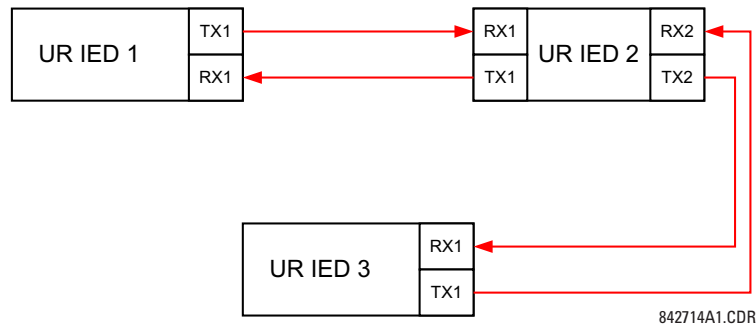 UR IED 1
TX1
RX1
RX1
TX1
UR IED 2
RX2
TX2
UR IED 3
RX1
TX1
842714A1.CDR